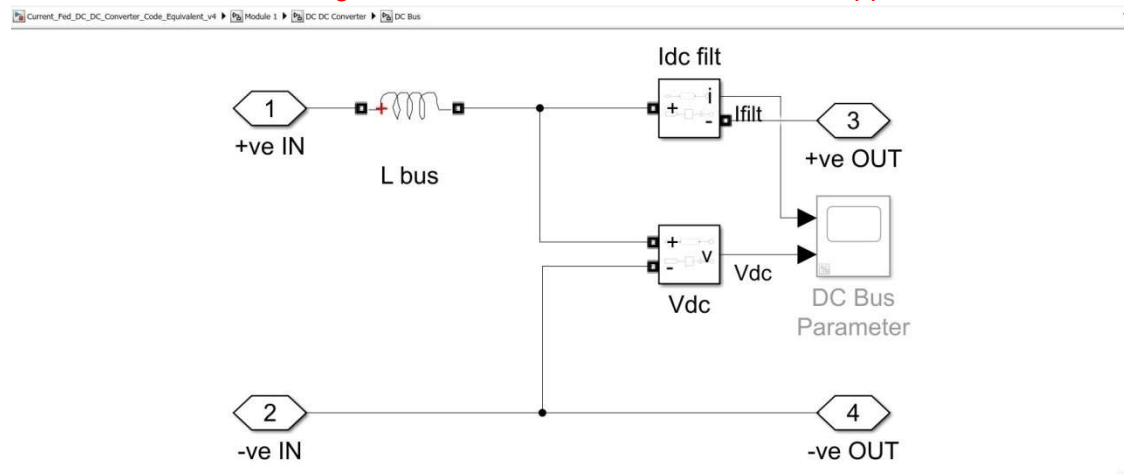 Current_Fed_DC_DC_Converter_Code_Equivalent_v4 Module 1 DC DC Converter DC Bus
Idc filt
1
+
+
i
-
Ifilt
3
+ve IN
+ve OUT
L bus
+
-
v
Vdc
Vdc
DC Bus
Parameter
2
4
-ve IN
-ve OUT